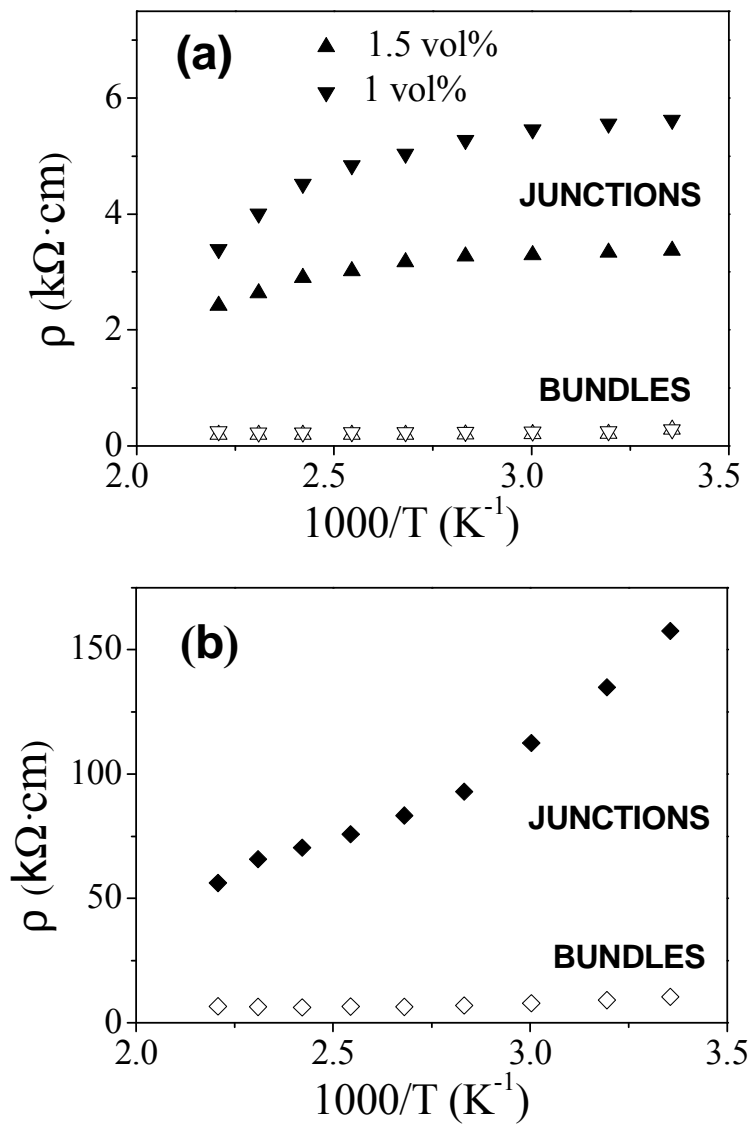 (a)
▲ 1.5 vol%
▼ 1 vol%
JUNCTIONS
BUNDLES
ρ (kΩ·cm)
6
4
2
0
2.0 2.5 3.0 3.5
1000/T (K⁻¹)
(b)
JUNCTIONS
BUNDLES
ρ (kΩ·cm)
150
100
50
0
2.0 2.5 3.0 3.5
1000/T (K⁻¹)